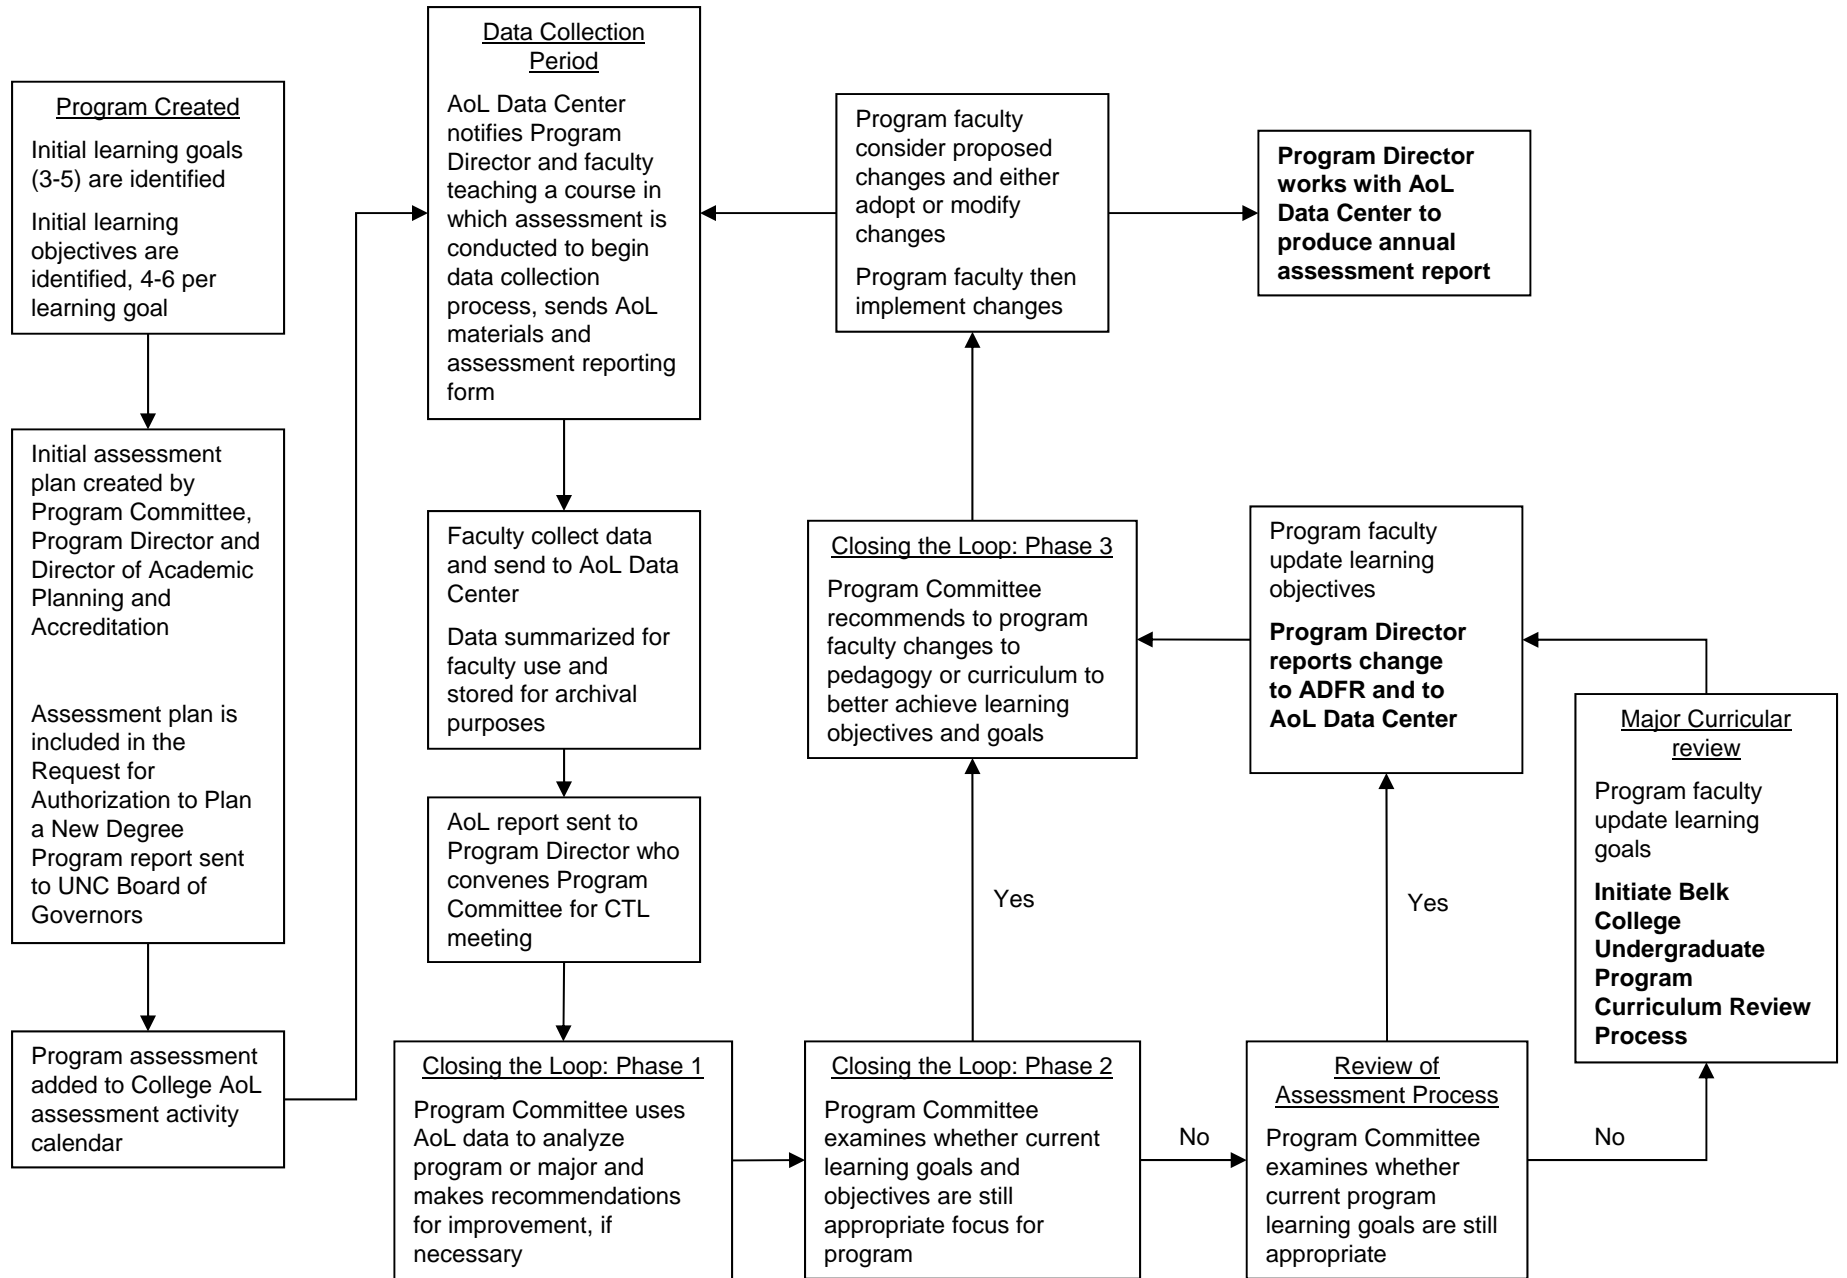 Program Created
Initial learning goals
(3-5) are identified
Initial learning
objectives are
identified, 4-6 per
learning goal
Initial assessment
plan created by
Program Committee,
Program Director and
Director of Academic
Planning and
Accreditation
Assessment plan is
included in the
Request for
Authorization to Plan
a New Degree
Program report sent
to UNC Board of
Governors
Program assessment
added to College AoL
assessment activity
calendar
Data Collection
Period
AoL Data Center
notifies Program
Director and faculty
teaching a course in
which assessment is
conducted to begin
data collection
process, sends AoL
materials and
assessment reporting
form
Faculty collect data
and send to AoL Data
Center
Data summarized for
faculty use and
stored for archival
purposes
AoL report sent to
Program Director who
convenes Program
Committee for CTL
meeting
Closing the Loop: Phase 1
Program Committee uses
AoL data to analyze
program or major and
makes recommendations
for improvement, if
necessary
Closing the Loop: Phase 2
Program Committee
examines whether current
learning goals and
objectives are still
appropriate focus for
program
Yes
No
Closing the Loop: Phase 3
Program Committee
recommends to program
faculty changes to
pedagogy or curriculum to
better achieve learning
objectives and goals
Program faculty
consider proposed
changes and either
adopt or modify
changes
Program faculty then
implement changes
Program Director
works with AoL
Data Center to
produce annual
assessment report
Review of
Assessment Process
Program Committee
examines whether
current program
learning goals are still
appropriate
Yes
No
Program faculty
update learning
objectives
Program Director
reports change
to ADFR and to
AoL Data Center
Major Curricular
review
Program faculty
update learning
goals
Initiate Belk
College
Undergraduate
Program
Curriculum Review
Process